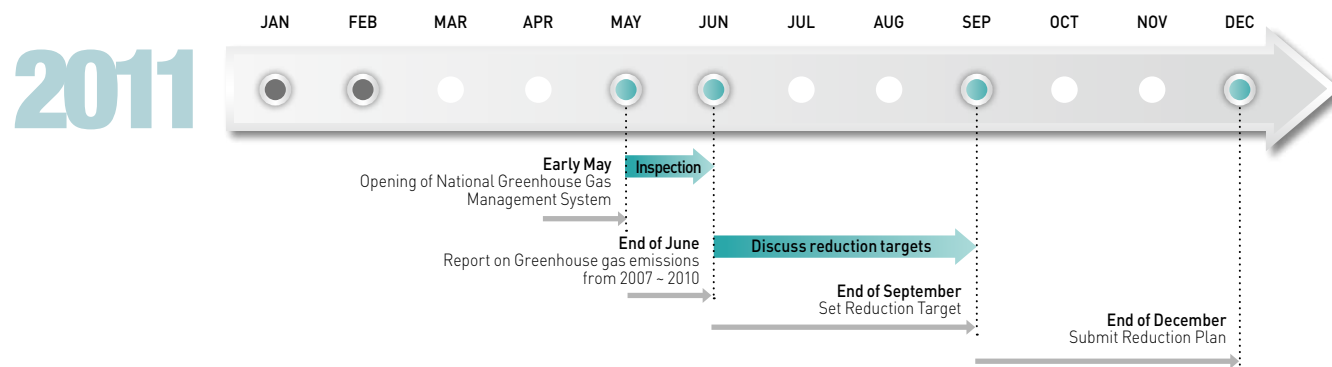 JAN FEB MAR APR MAY JUN JUL AUG SEP OCT NOV DEC
2011
Early May
Opening of National Greenhouse Gas
Management System
Inspection
End of June
Report on Greenhouse gas emissions
from 2007 ~ 2010
Discuss reduction targets
End of September
Set Reduction Target
End of December
Submit Reduction Plan